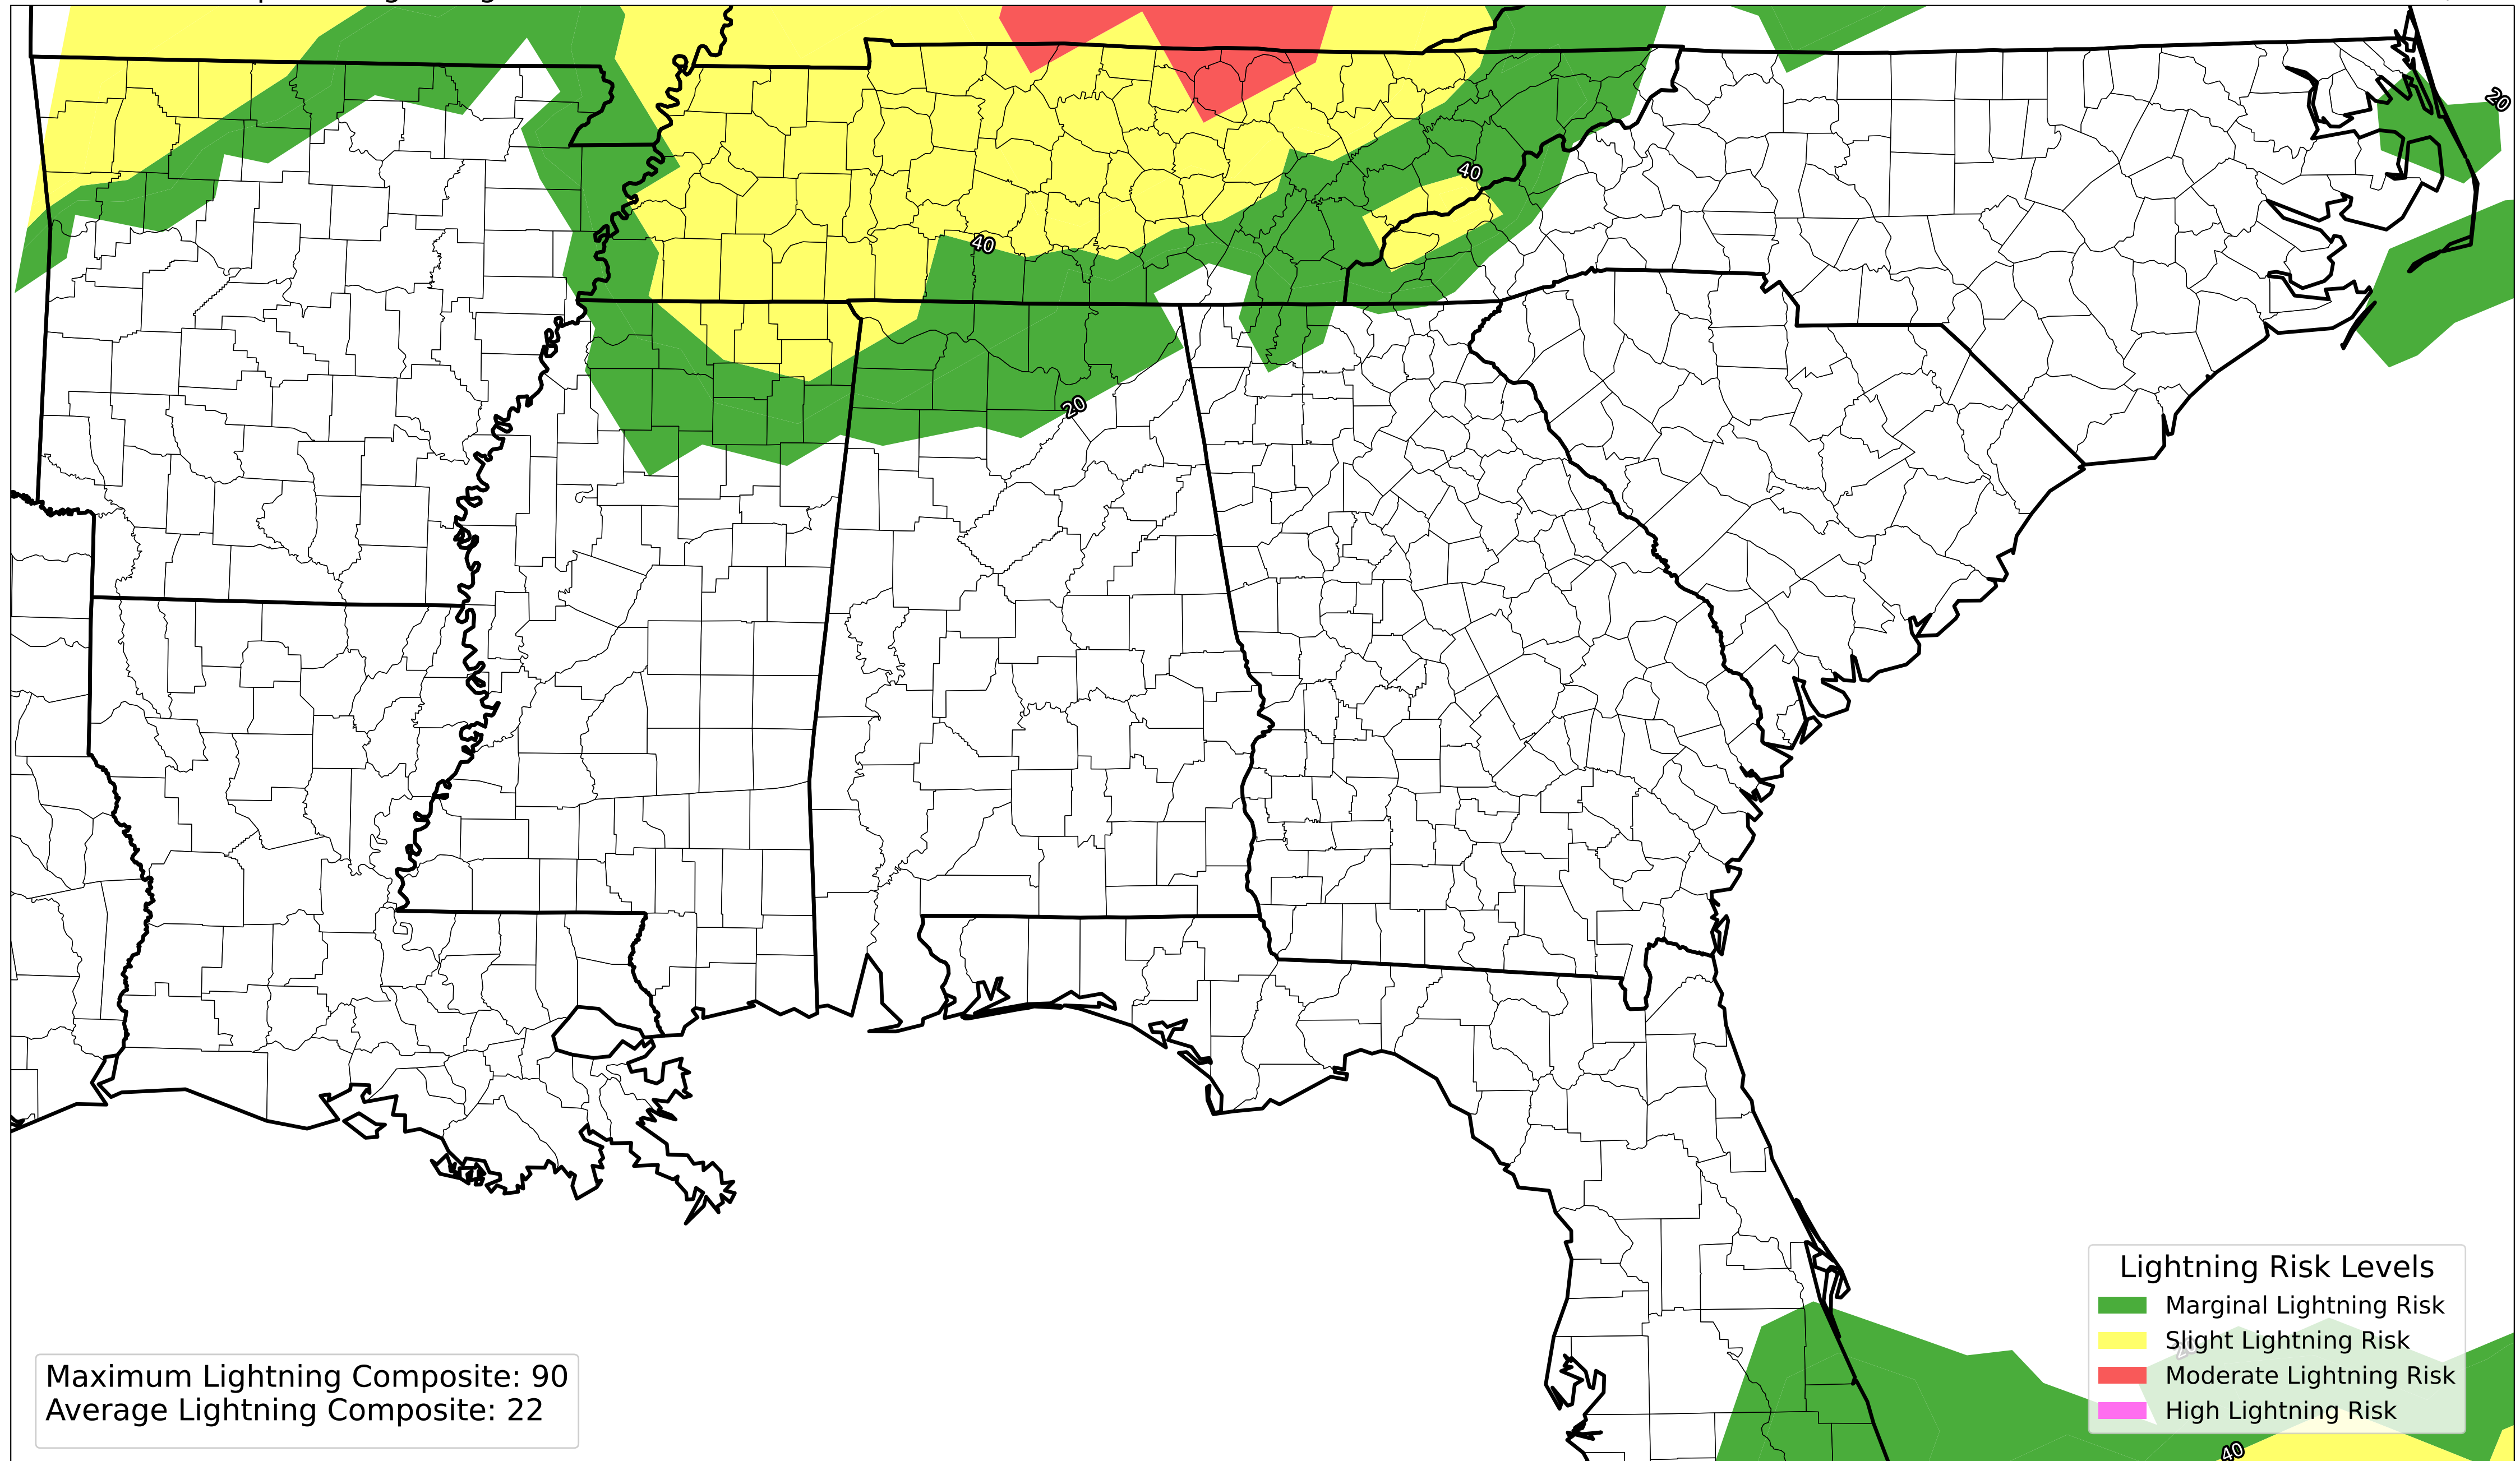 20
40
40
20
Lightning Risk Levels
Marginal Lightning Risk
Slight Lightning Risk
Moderate Lightning Risk
High Lightning Risk
Maximum Lightning Composite: 90
Average Lightning Composite: 22
40